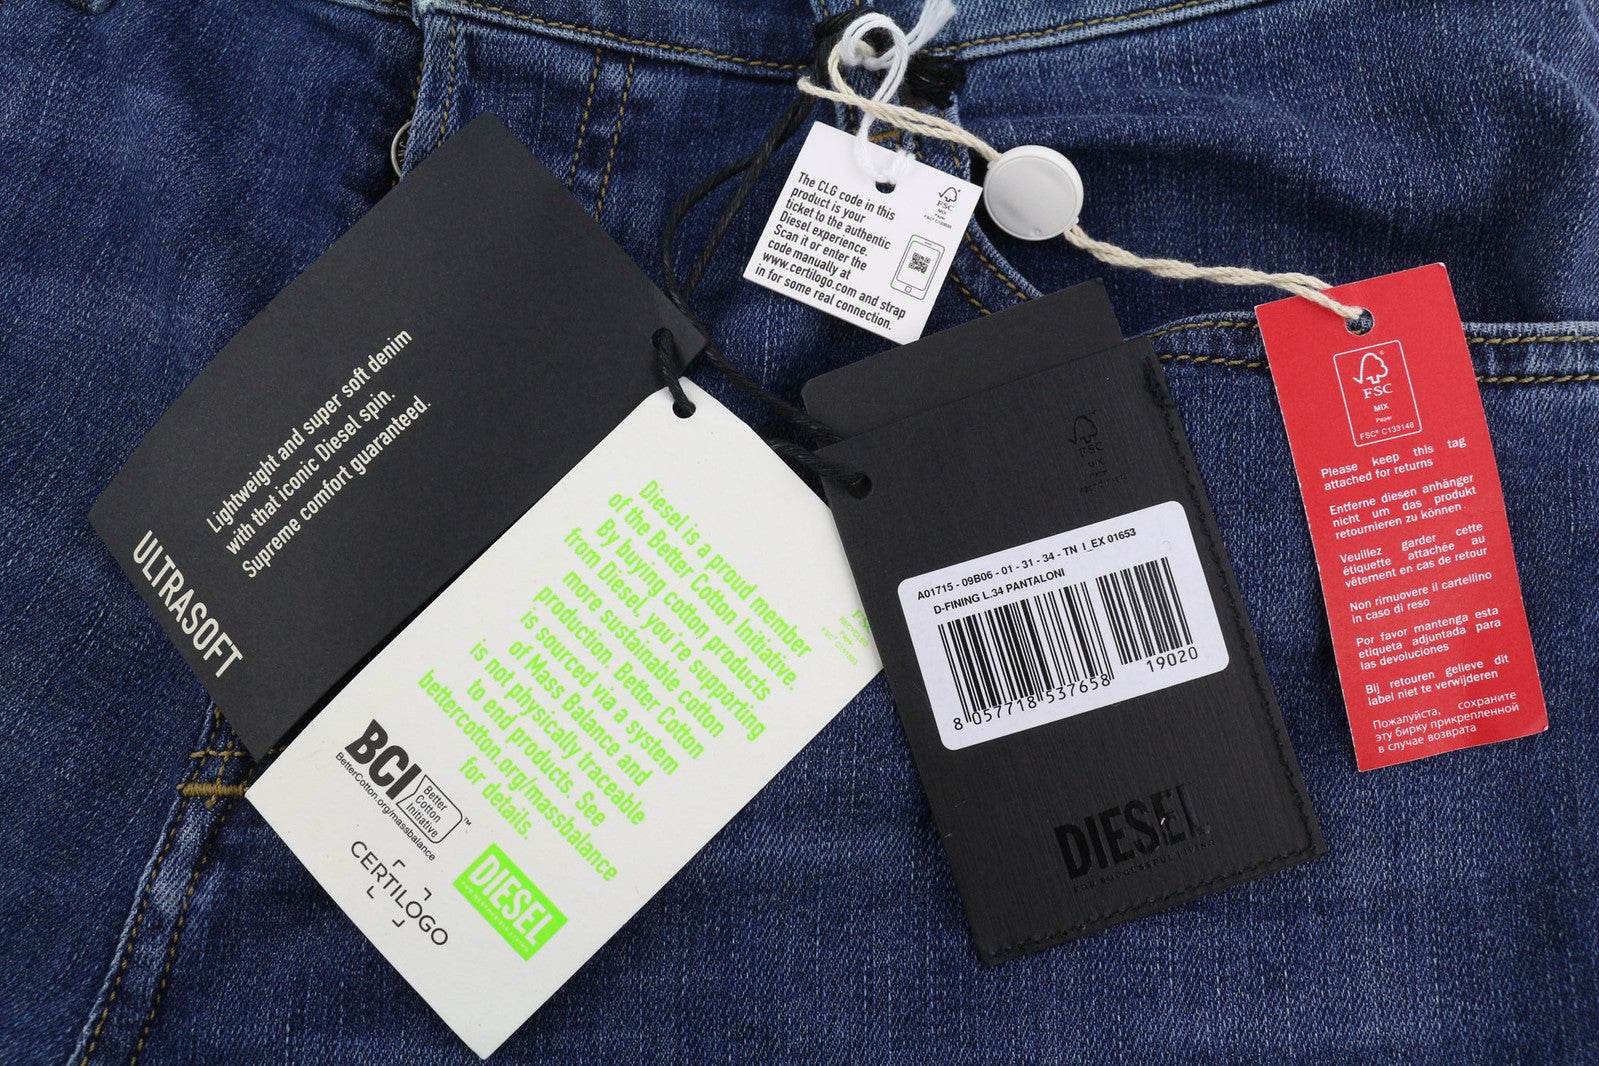 Lightweight and super soft denim
with that iconic Diesel spin.
Supreme comfort guaranteed.
ULTRASOFT
Diesel is a proud member
of the Better Cotton Initiative.
By buying cotton products
from Diesel, you're supporting
more sustainable cotton
production. Better Cotton
is sourced via a system
of Mass Balance and
is not physically traceable
to end products. See
bettercotton.org/massbalance
for details.
BCI
Better
Cotton
Initiative
™
BetterCotton.org/massbalance
CERTILOGO
DIESEL
The CLG code in this
product is your
ticket to the authentic
Diesel experience.
Scan it or enter the
code manually at
www.certilogo.com and strap
in for some real connection.
FSC
MIX
Paper
FSC
MIX
A01715 - 09B06 - 01 - 31 - 34 - TN I_EX 01653
D-FINING L.34 PANTALONI
8 057718 537658
19020
DIESEL
FOR SUCCESSFUL LIVING
FSC
MIX
Paper
FSC® C133148
Please keep this tag
attached for returns
Entferne diesen anhänger
nicht um das produkt
retournieren zu können.
Veuillez garder cette
étiquette attachée au
vêtement en cas de retour
Non rimuovere il cartellino
in caso di reso
Por favor mantenga esta
etiqueta adjuntada para
las devoluciones
Bij retouren gelieve dit
label niet te verwijderen
Пожалуйста, сохраните
эту бирку прикрепленной
в случае возврата